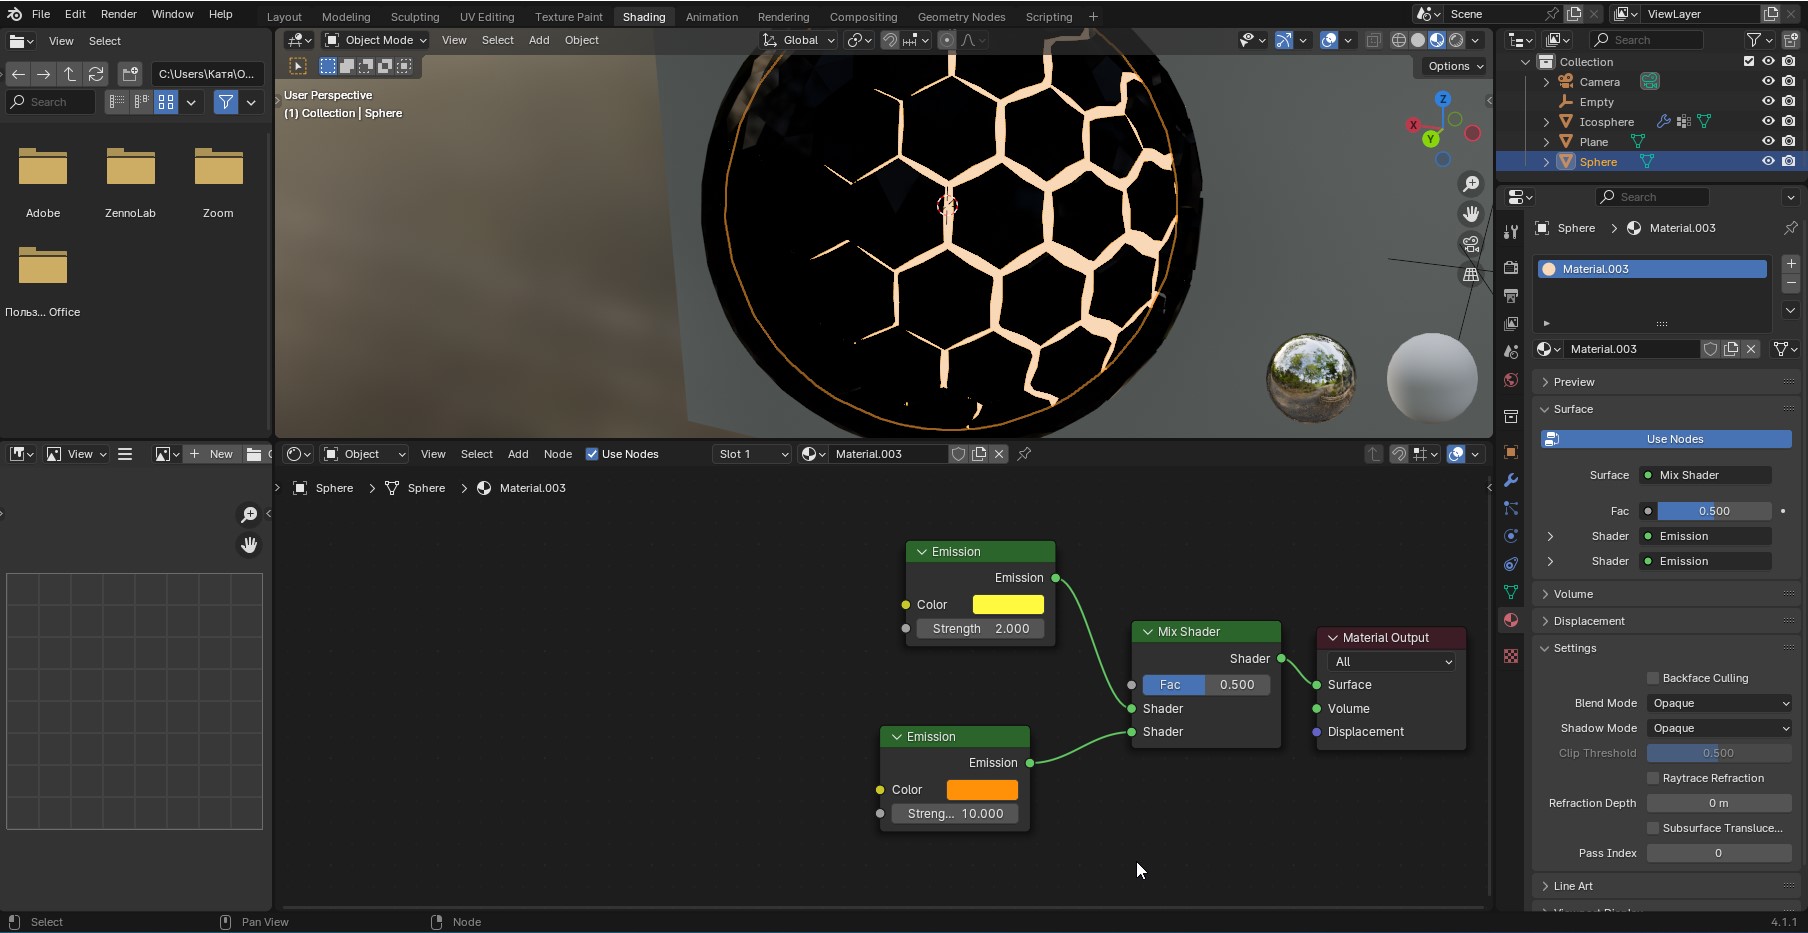 File Edit Render Window Help
Layout Modeling Sculpting UV Editing Texture Paint Shading Animation Rendering Compositing Geometry Nodes Scripting +
Scene
ViewLayer
View Select
C:\Users\Катя\O...
Search
Adobe
ZennoLab
Zoom
Польз... Office
Object Mode View Select Add Object
Global
Options
User Perspective
(1) Collection | Sphere
Z
X
Y
Search
Collection
Camera
Empty
Icosphere
Plane
Sphere
Search
Sphere > Material.003
Material.003
Material.003
Preview
Surface
Use Nodes
Surface Mix Shader
Fac 0.500
Shader Emission
Shader Emission
Volume
Displacement
Settings
Backface Culling
Blend Mode Opaque
Shadow Mode Opaque
Clip Threshold 0.500
Raytrace Refraction
Refraction Depth 0 m
Subsurface Transluce...
Pass Index 0
Line Art
View
New
Object View Select Add Node Use Nodes
Slot 1
Material.003
Sphere > Sphere > Material.003
Emission
Emission
Color
Strength 2.000
Emission
Emission
Color
Streng... 10.000
Mix Shader
Shader
Fac 0.500
Shader
Shader
Material Output
All
Surface
Volume
Displacement
Select
Pan View
Node
4.1.1